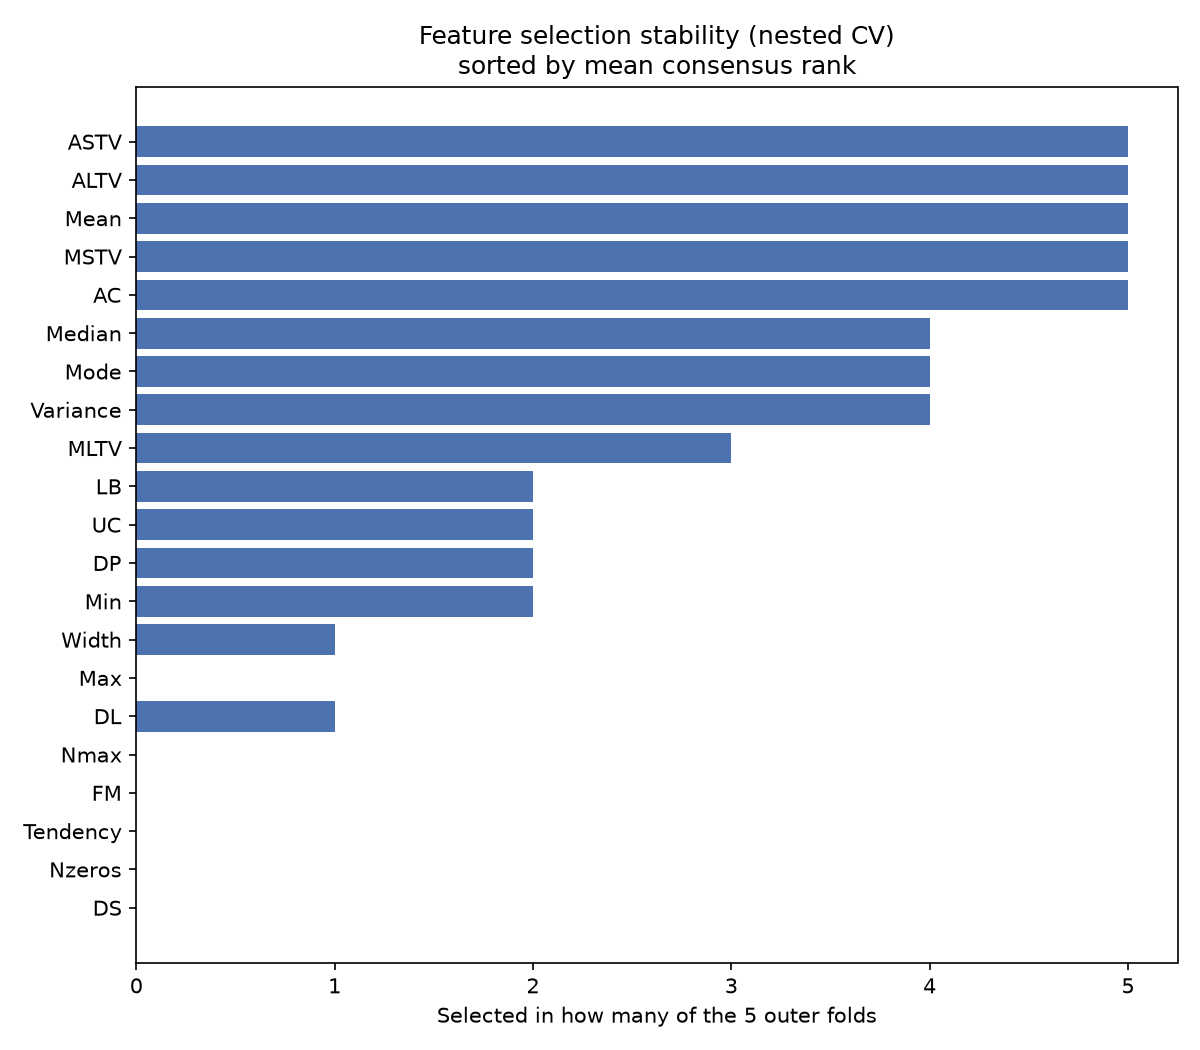 Feature selection stability (nested CV)
sorted by mean consensus rank
ASTV
ALTV
Mean
MSTV
AC
Median
Mode
Variance
MLTV
LB
UC
DP
Min
Width
Max
DL
Nmax
FM
Tendency
Nzeros
DS
0 1 2 3 4 5
Selected in how many of the 5 outer folds